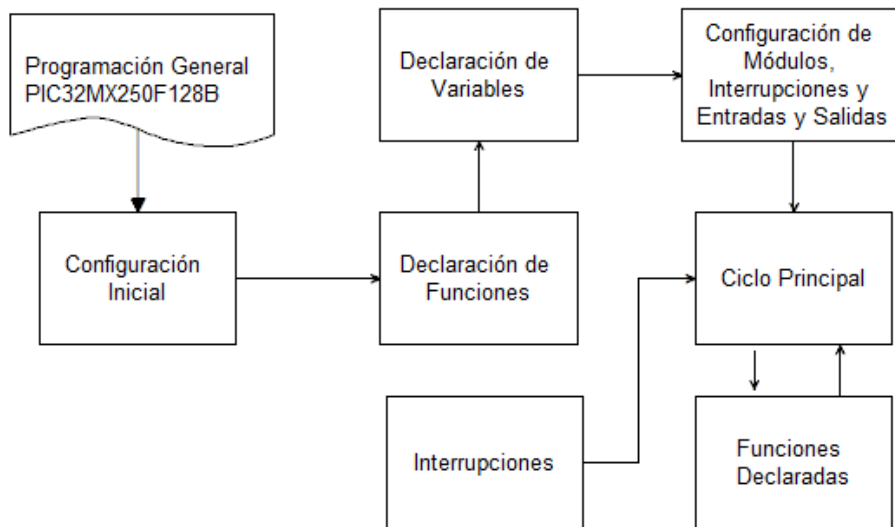 Programación General
PIC32MX250F128B
Configuración
Inicial
Declaración de
Funciones
Declaración de
Variables
Configuración de
Módulos,
Interrupciones y
Entradas y Salidas
Ciclo Principal
Interrupciones
Funciones
Declaradas